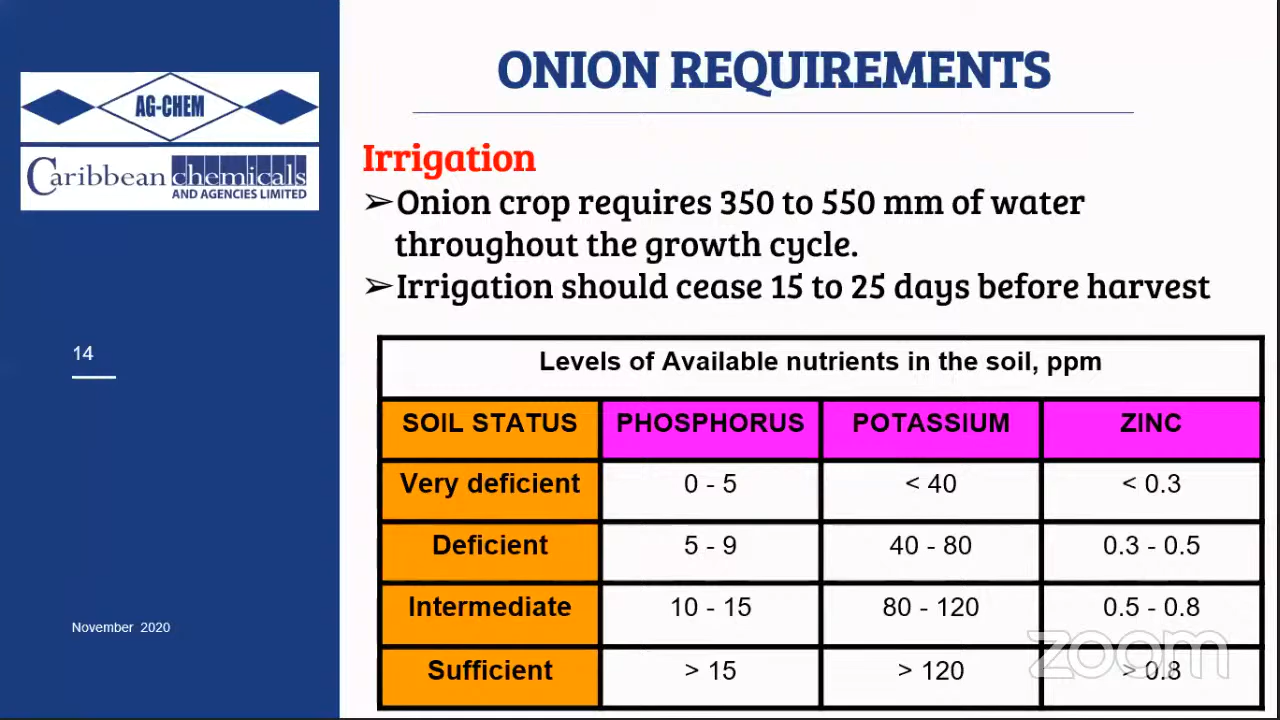 AG-CHEM
Caribbean chemicals
AND AGENCIES LIMITED
14
November 2020
ONION REQUIREMENTS
Irrigation
➢Onion crop requires 350 to 550 mm of water
throughout the growth cycle.
➢Irrigation should cease 15 to 25 days before harvest
Levels of Available nutrients in the soil, ppm
SOIL STATUS PHOSPHORUS POTASSIUM ZINC
Very deficient 0 - 5 < 40 < 0.3
Deficient 5 - 9 40 - 80 0.3 - 0.5
Intermediate 10 - 15 80 - 120 0.5 - 0.8
Sufficient > 15 > 120 > 0.8
zoom